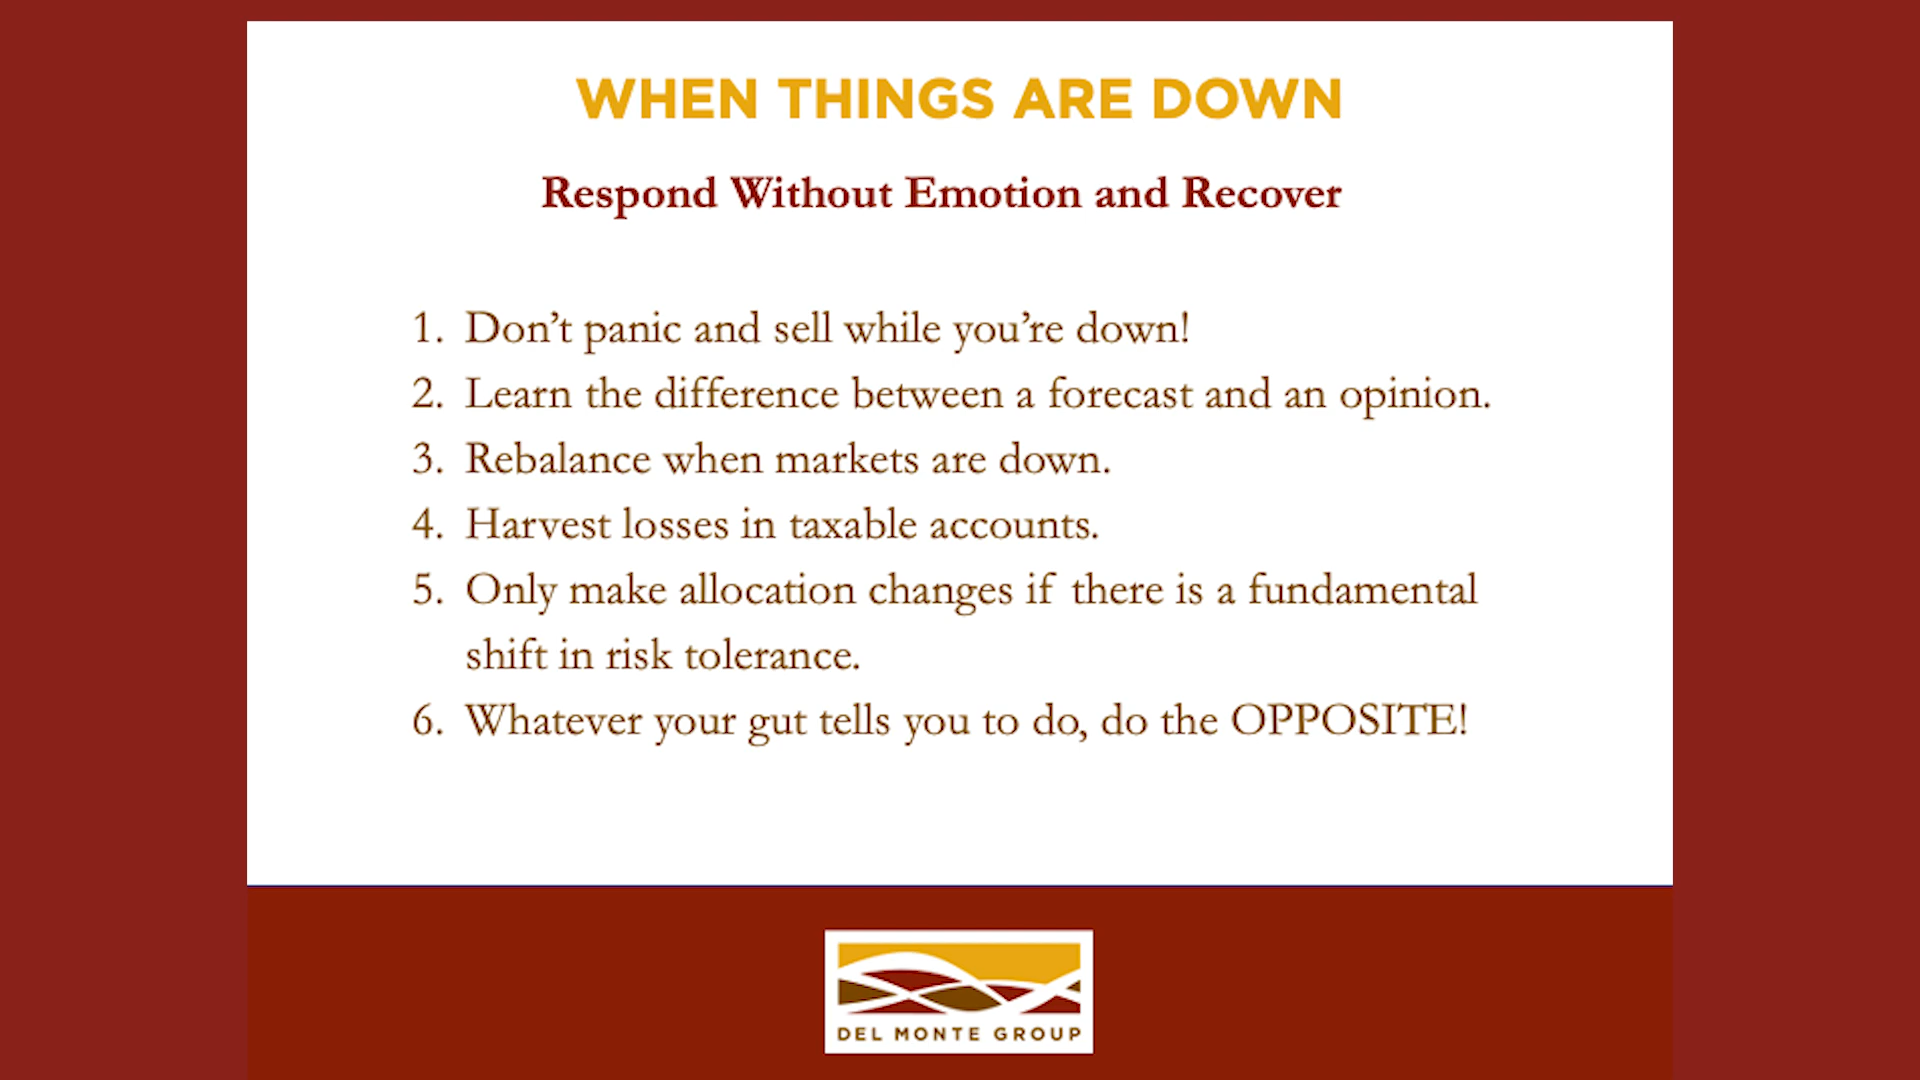 WHEN THINGS ARE DOWN
Respond Without Emotion and Recover
1. Don’t panic and sell while you’re down!
2. Learn the difference between a forecast and an opinion.
3. Rebalance when markets are down.
4. Harvest losses in taxable accounts.
5. Only make allocation changes if there is a fundamental
shift in risk tolerance.
6. Whatever your gut tells you to do, do the OPPOSITE!
DEL MONTE GROUP